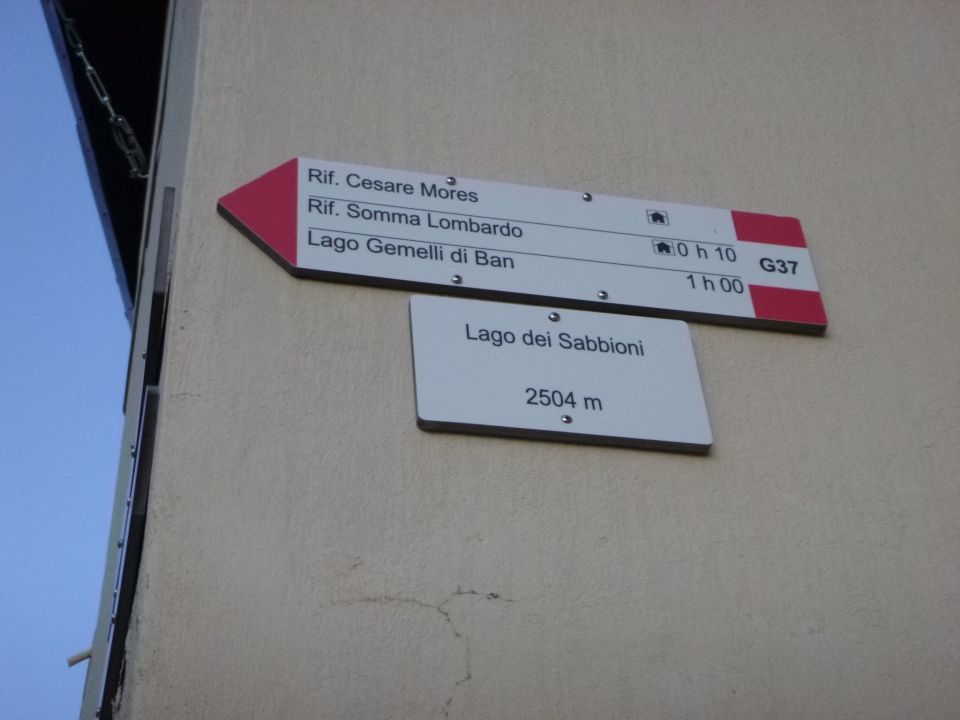 Rif. Cesare Mores
Rif. Somma Lombardo 0 h 10
Lago Gemelli di Ban 1 h 00
G37
Lago dei Sabbioni
2504 m